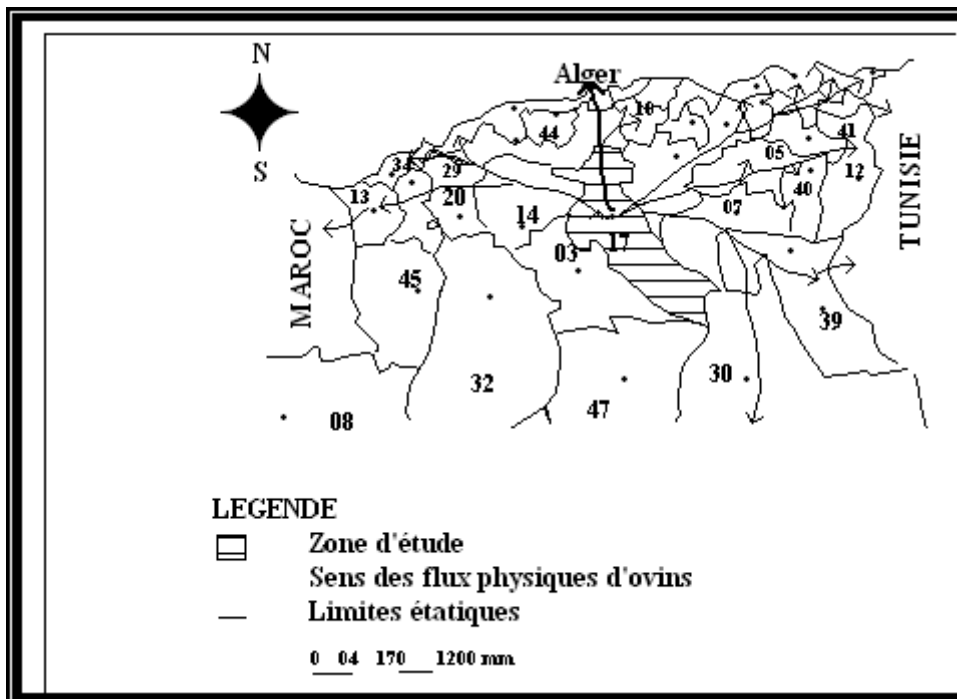 N
Alger
10
44
41
S
05
34
29
12
40
13
20
07
14
TUNISIE
17
03
MAROC
45
39
32
30
47
08
LEGENDE
Zone d'étude
Sens des flux physiques d'ovins
Limites étatiques
0 04 170 1200 mm